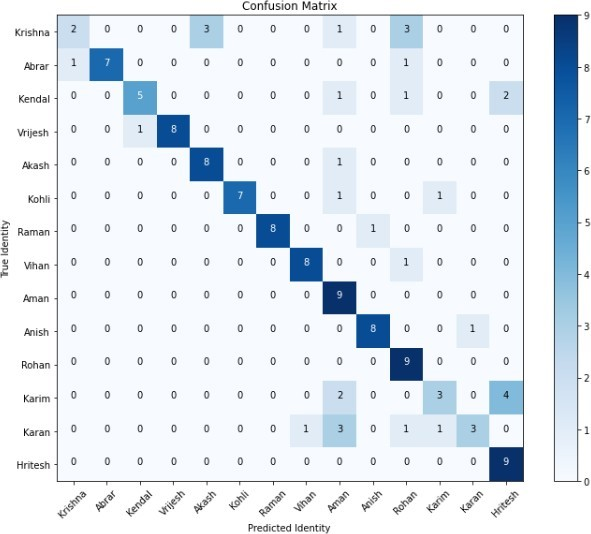 Confusion Matrix
Krishna 2 0 0 0 3 0 0 0 1 0 3 0 0 0
Abrar 1 7 0 0 0 0 0 0 0 0 1 0 0 0
Kendal 0 0 5 0 0 0 0 0 1 0 1 0 0 2
Vrijesh 0 0 1 8 0 0 0 0 0 0 0 0 0 0
Akash 0 0 0 0 8 0 0 0 1 0 0 0 0 0
Kohli 0 0 0 0 0 7 0 0 1 0 0 1 0 0
Raman 0 0 0 0 0 0 8 0 0 1 0 0 0 0
Vihan 0 0 0 0 0 0 0 8 0 0 1 0 0 0
Aman 0 0 0 0 0 0 0 0 9 0 0 0 0 0
Anish 0 0 0 0 0 0 0 0 0 8 0 0 1 0
Rohan 0 0 0 0 0 0 0 0 0 0 9 0 0 0
Karim 0 0 0 0 0 0 0 0 2 0 0 3 0 4
Karan 0 0 0 0 0 0 0 1 3 0 1 1 3 0
Hritesh 0 0 0 0 0 0 0 0 0 0 0 0 0 9
True Identity
Krishna Abrar Kendal Vrijesh Akash Kohli Raman Vihan Aman Anish Rohan Karim Karan Hritesh
Predicted Identity
9
8
7
6
5
4
3
2
1
0